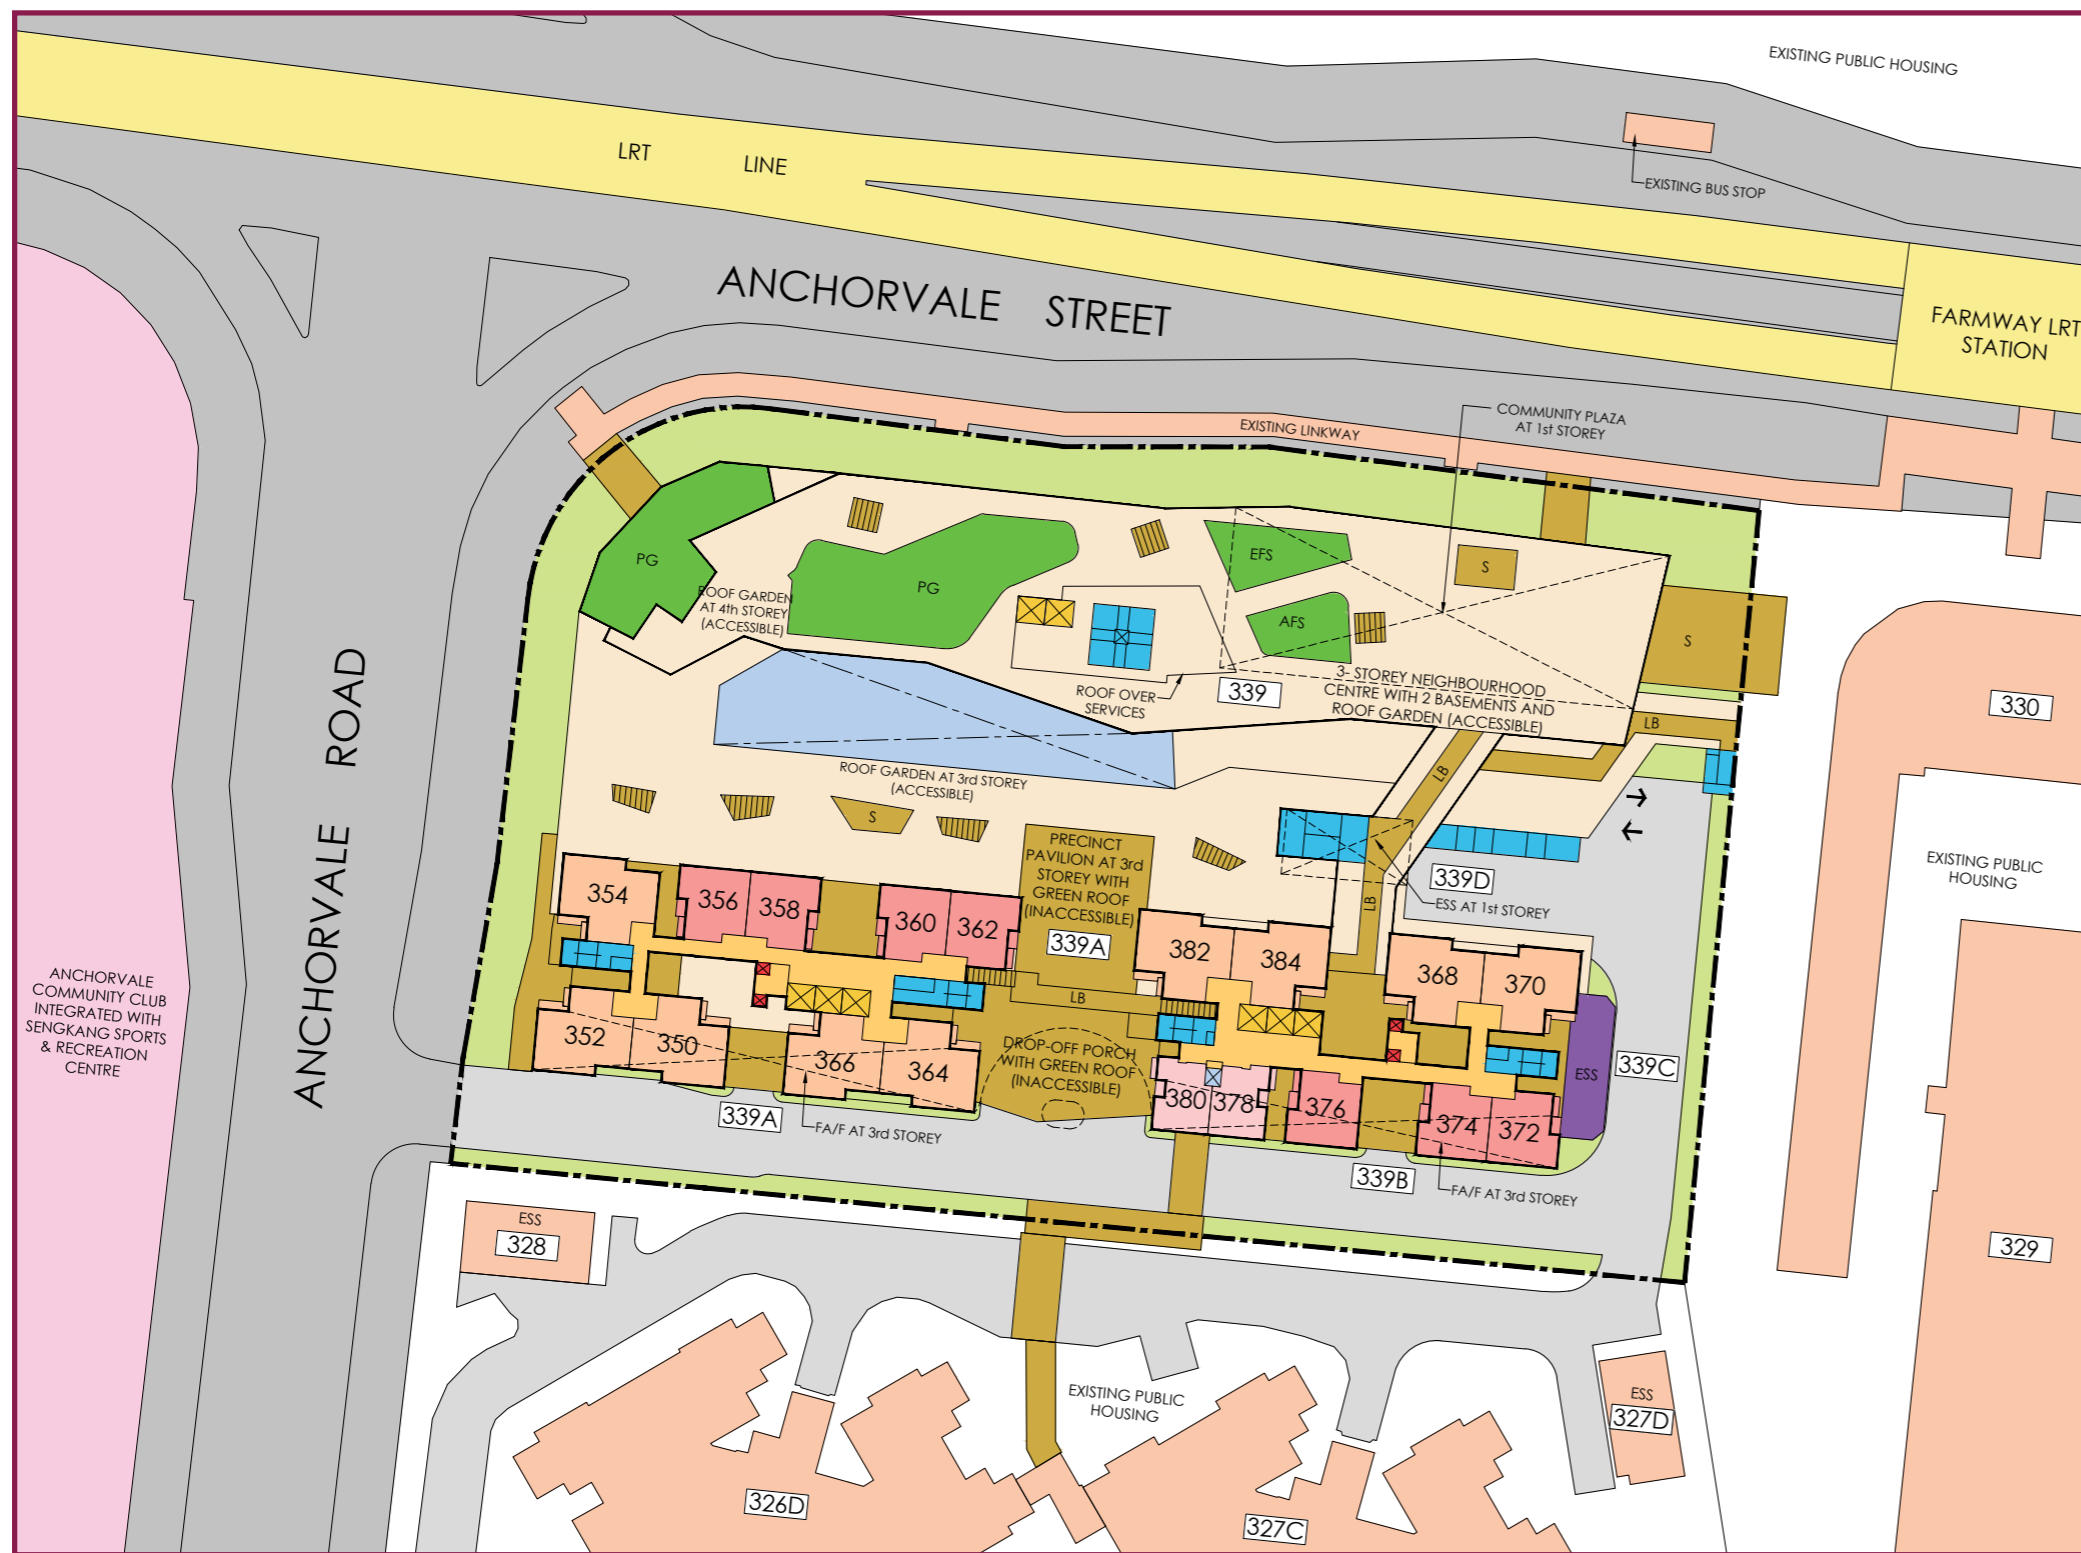 EXISTING PUBLIC HOUSING
LRT LINE
EXISTING BUS STOP
ANCHORVALE STREET
FARMWAY LRT
STATION
COMMUNITY PLAZA
AT 1st STOREY
EXISTING LINKWAY
PG
ROOF GARDEN
AT 4th STOREY
(ACCESSIBLE)
PG
EFS
AFS
S
S
ROOF OVER
SERVICES
339
3- STOREY NEIGHBOURHOOD
CENTRE WITH 2 BASEMENTS AND
ROOF GARDEN (ACCESSIBLE)
LB
330
ANCHORVALE ROAD
ROOF GARDEN AT 3rd STOREY
(ACCESSIBLE)
LB
S
PRECINCT
PAVILION AT 3rd
STOREY WITH
GREEN ROOF
(INACCESSIBLE)
339A
339D
ESS AT 1st STOREY
LB
EXISTING PUBLIC
HOUSING
354
356
358
360
362
382
384
368
370
LB
352
350
366
364
DROP-OFF PORCH
WITH GREEN ROOF
(INACCESSIBLE)
380
378
376
374
372
ESS
339C
339A
FA/F AT 3rd STOREY
339B
FA/F AT 3rd STOREY
ANCHORVALE
COMMUNITY CLUB
INTEGRATED WITH
SENGKANG SPORTS
& RECREATION
CENTRE
ESS
328
329
EXISTING PUBLIC
HOUSING
ESS
327D
326D
327C